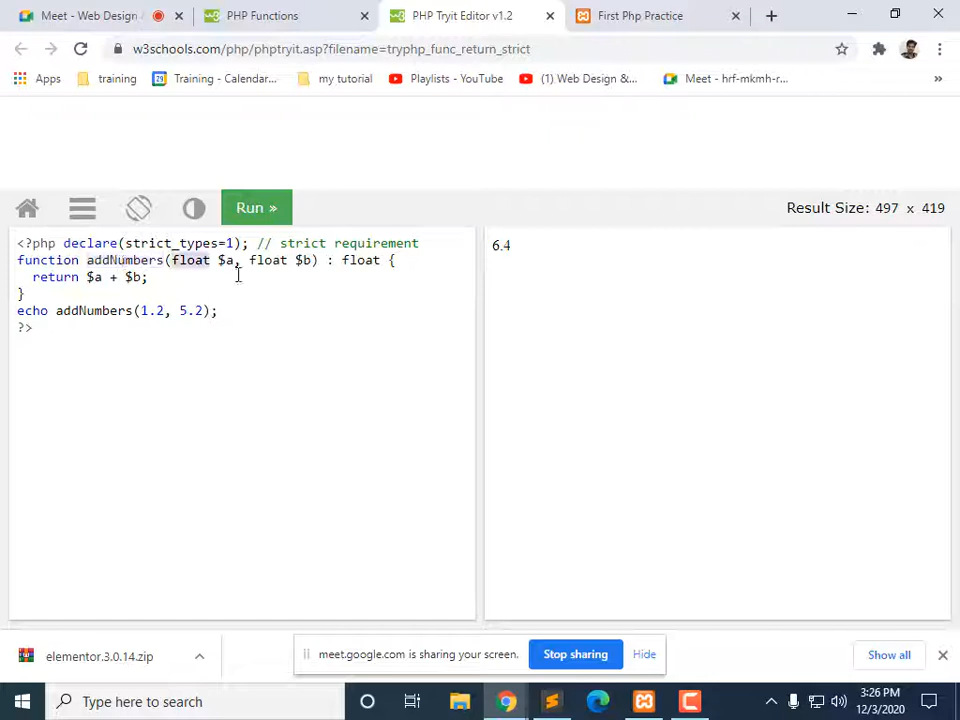 Meet - Web Design
PHP Functions
PHP Tryit Editor v1.2
First Php Practice
w3schools.com/php/phptryit.asp?filename=tryphp_func_return_strict
Apps
training
Training - Calendar...
my tutorial
Playlists - YouTube
(1) Web Design &...
Meet - hrf-mkmh-r...
»
Run »
Result Size: 497 x 419
<?php declare(strict_types=1); // strict requirement
function addNumbers(float $a, float $b) : float {
return $a + $b;
}
echo addNumbers(1.2, 5.2);
?>
6.4
elementor.3.0.14.zip
meet.google.com is sharing your screen.
Stop sharing
Hide
Show all
Type here to search
3:26 PM
12/3/2020